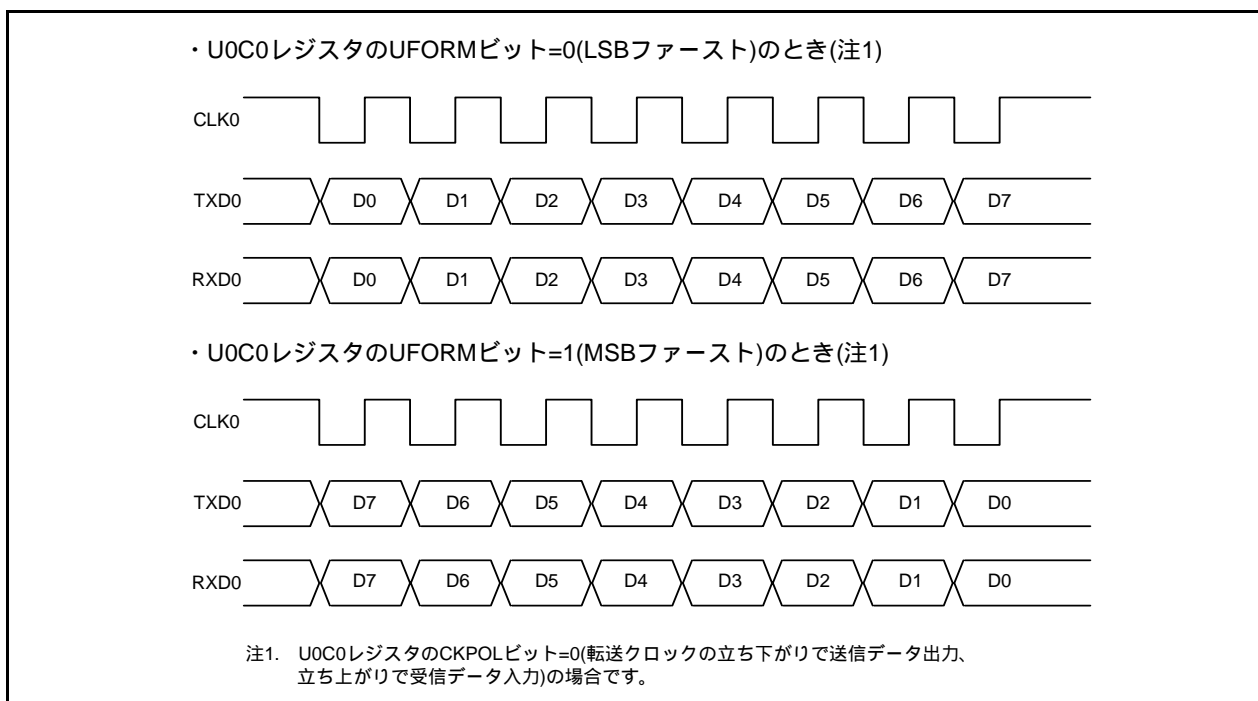 ・U0C0レジスタのUFORMビット=0(LSBファースト)のとき(注1)
CLK0
TXD0 D0 D1 D2 D3 D4 D5 D6 D7
RXD0 D0 D1 D2 D3 D4 D5 D6 D7
・U0C0レジスタのUFORMビット=1(MSBファースト)のとき(注1)
CLK0
TXD0 D7 D6 D5 D4 D3 D2 D1 D0
RXD0 D7 D6 D5 D4 D3 D2 D1 D0
注1. U0C0レジスタのCKPOLビット=0(転送クロックの立ち下がりで送信データ出力、
立ち上がりで受信データ入力)の場合です。